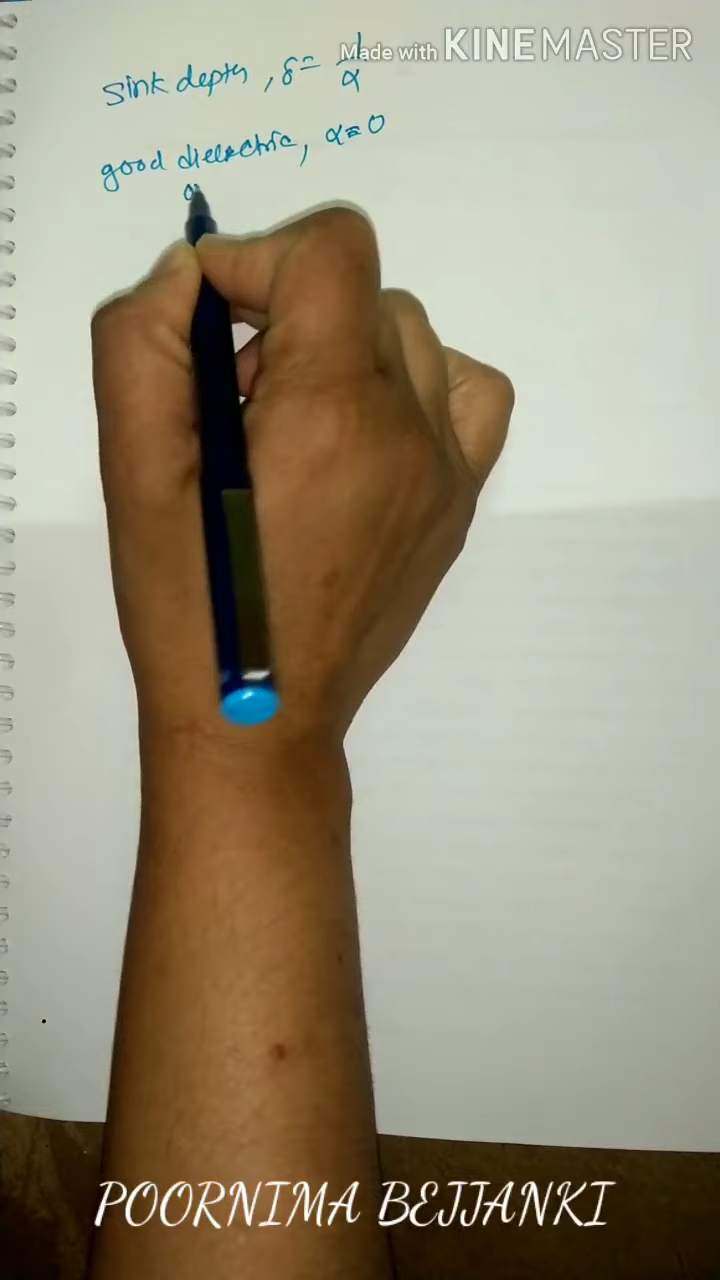 Made with KINEMASTER
Sink depth, δ = 1/α
good dielectric, α = 0
POORNIMA BEJJANKI